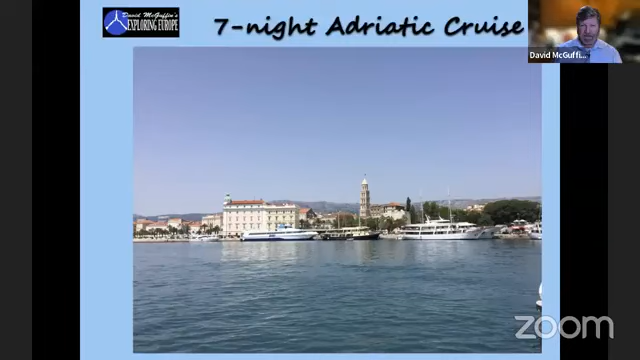 David McGuffin's
EXPLORING EUROPE
7-night Adriatic Cruise
David McGuffi...
zoom